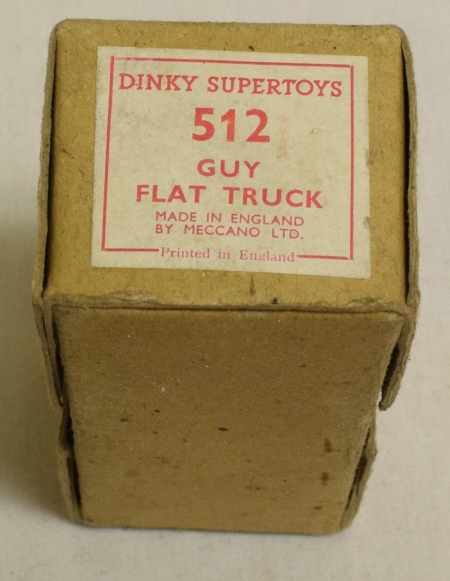 DINKY SUPERTOYS
512
GUY
FLAT TRUCK
MADE IN ENGLAND
BY MECCANO LTD.
Printed in England